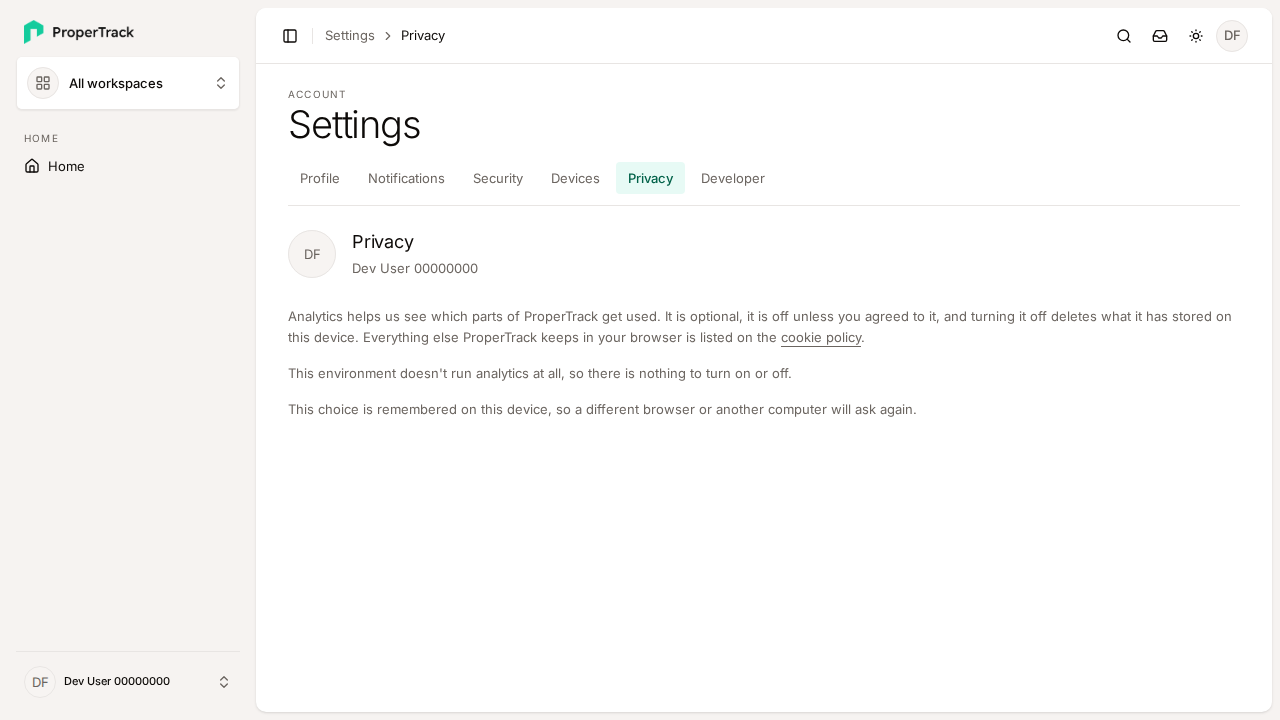 ProperTrack
All workspaces
HOME
Home
DF
Dev User 00000000
Settings > Privacy
DF
ACCOUNT
Settings
Profile Notifications Security Devices Privacy Developer
DF
Privacy
Dev User 00000000
Analytics helps us see which parts of ProperTrack get used. It is optional, it is off unless you agreed to it, and turning it off deletes what it has stored on
this device. Everything else ProperTrack keeps in your browser is listed on the cookie policy.
This environment doesn't run analytics at all, so there is nothing to turn on or off.
This choice is remembered on this device, so a different browser or another computer will ask again.